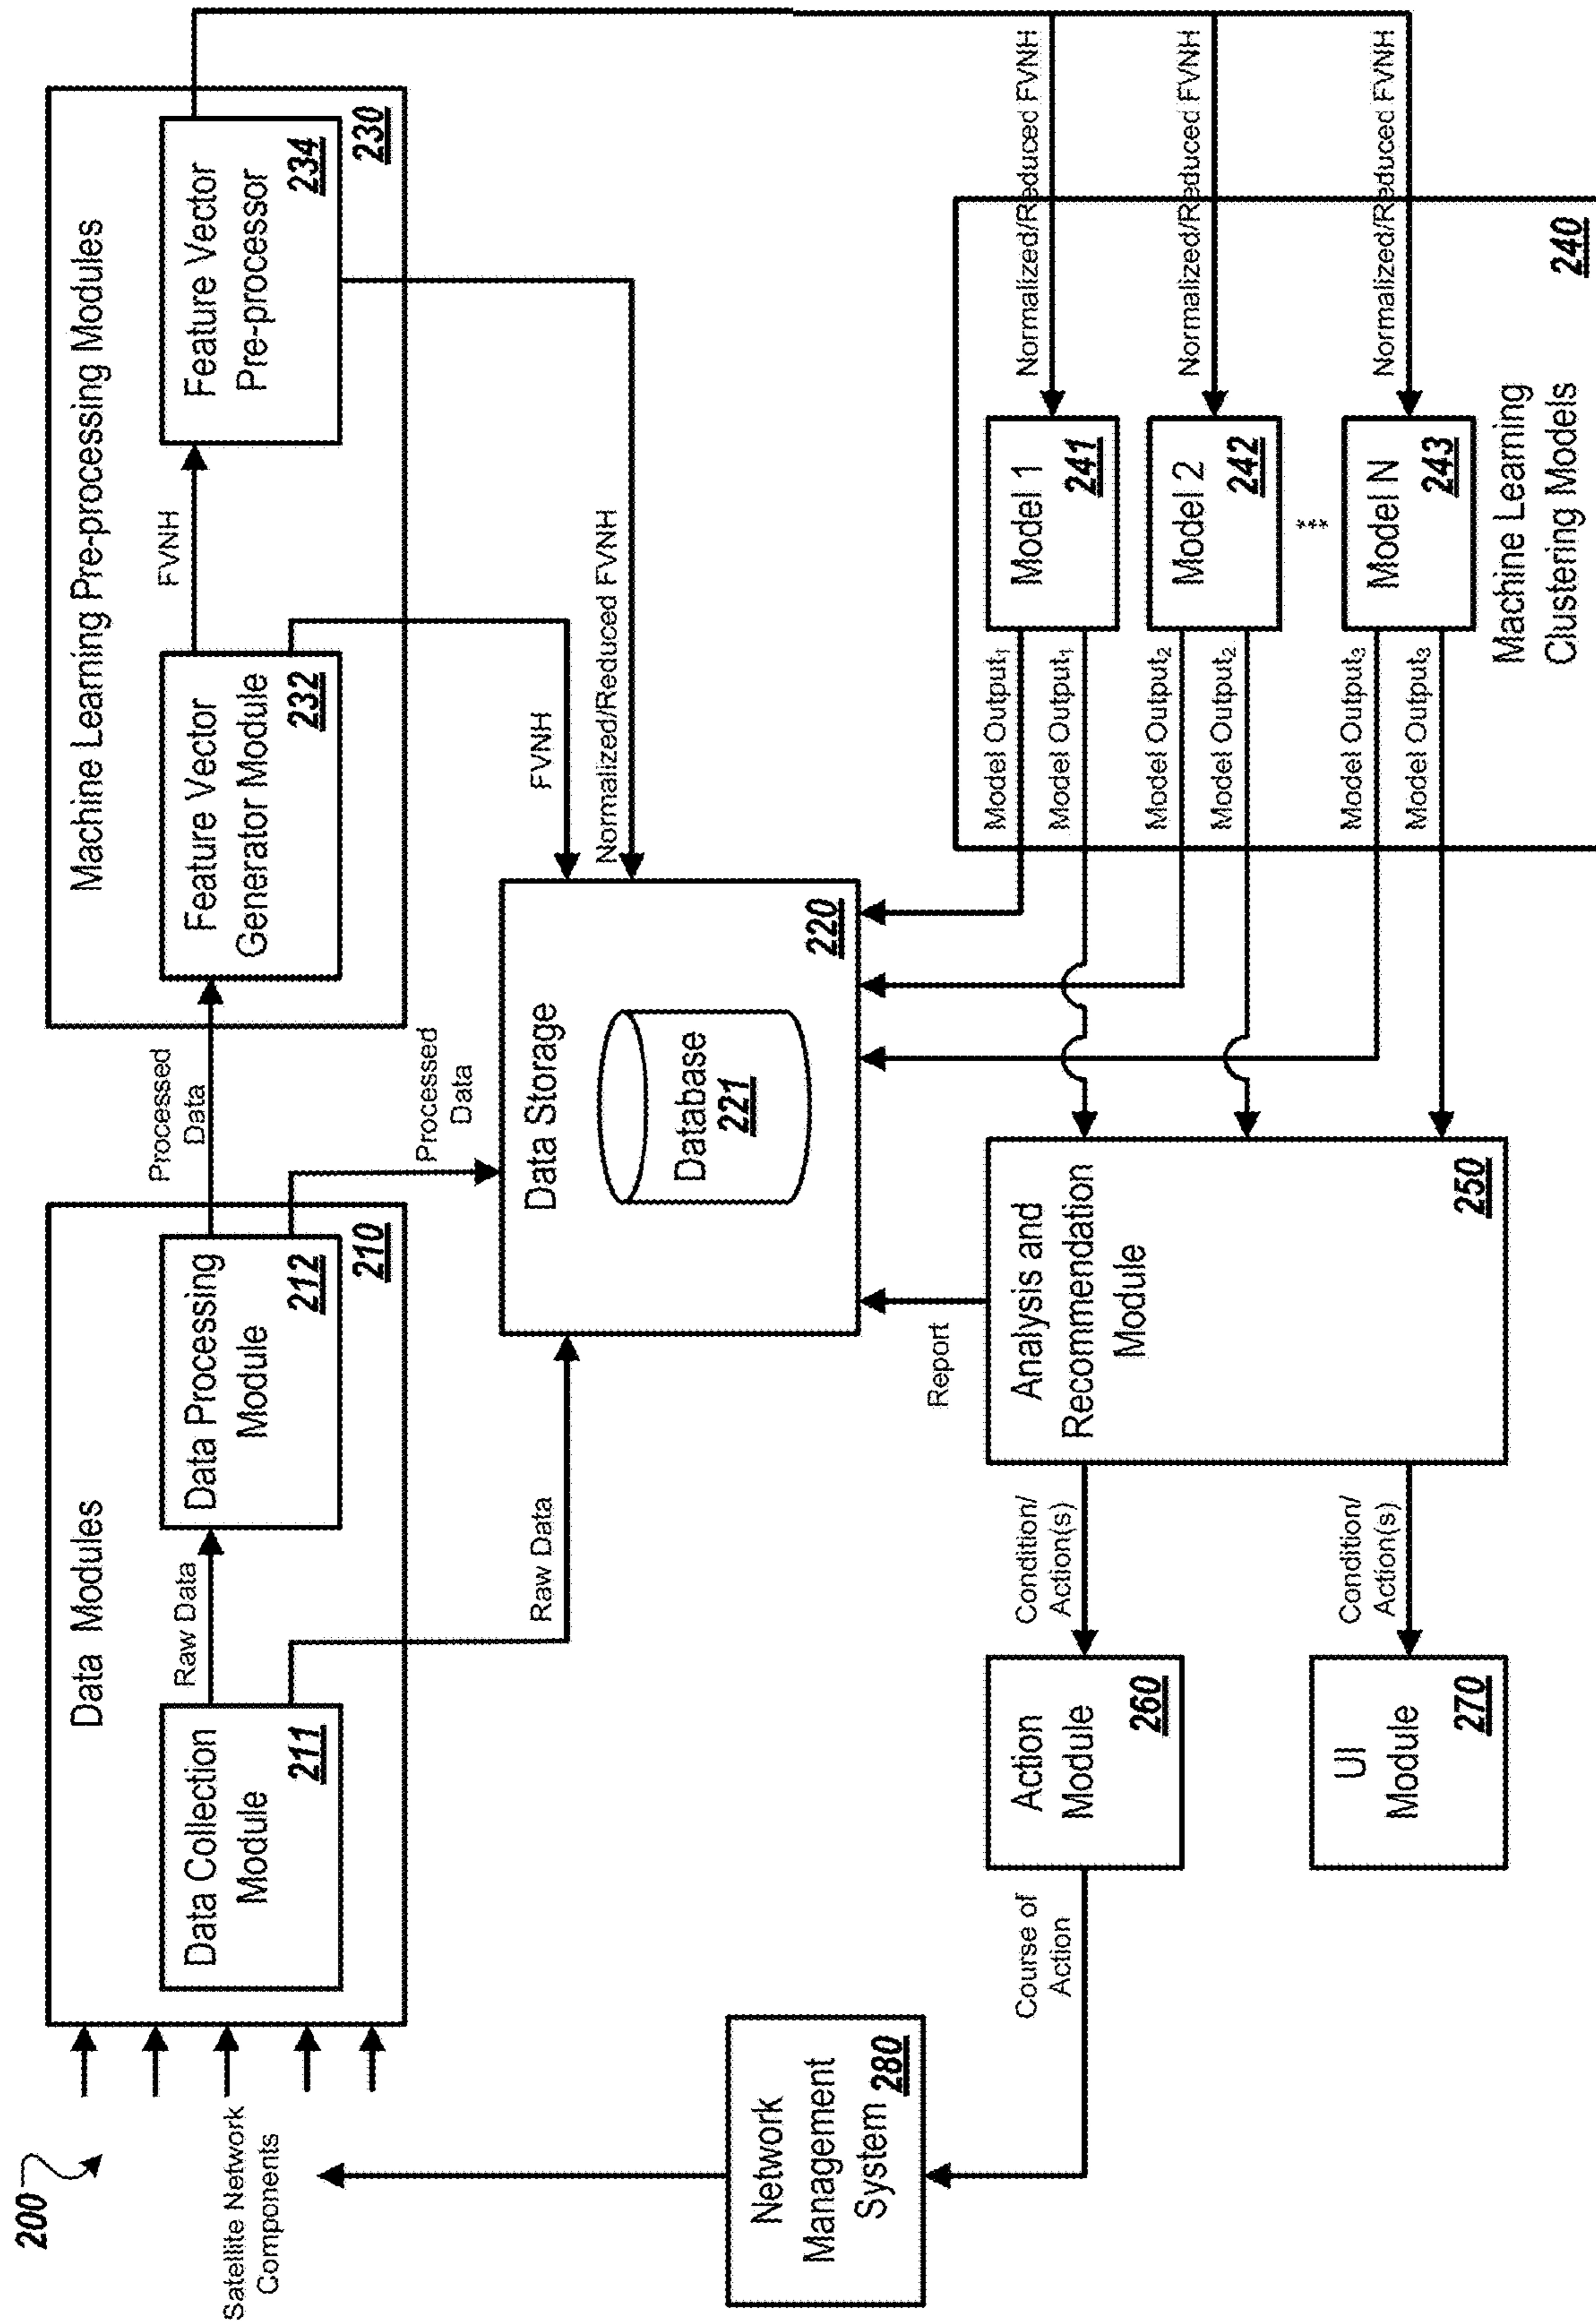 200
Satellite Network
Components
Data Modules
Data Collection
Module
211
Raw Data
Data Processing
Module
212
210
Processed
Data
Machine Learning Pre-processing Modules
Feature Vector
Generator Module
232
FVNH
Feature Vector
Pre-processor
234
230
Raw Data
Processed
Data
FVNH
Normalized/Reduced FVNH
Data Storage
Database
221
220
Network
Management
System 280
Course of
Action
Action
Module
260
Condition/
Action(s)
UI
Module
270
Condition/
Action(s)
Report
Analysis and
Recommendation
Module
250
Model Output₁
Model Output₁
Model Output₂
Model Output₂
Model Output₃
Model Output₃
Model 1
241
Model 2
242
***
Model N
243
Normalized/Reduced FVNH
Normalized/Reduced FVNH
Normalized/Reduced FVNH
Machine Learning
Clustering Models
240